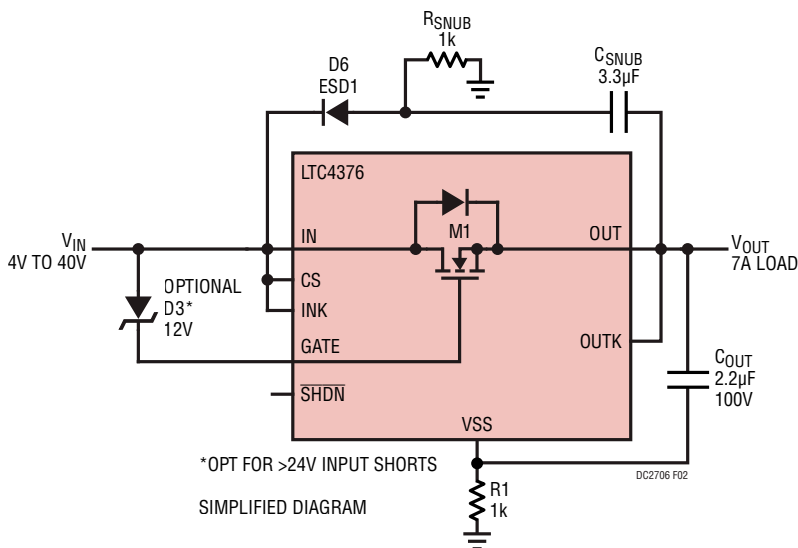 RSNUB
1k
D6
ESD1
CSNUB
3.3µF
LTC4376
M1
VIN
4V TO 40V
IN
OUT
VOUT
7A LOAD
OPTIONAL
D3*
12V
CS
INK
OUTK
GATE
COUT
2.2µF
100V
SHDN
VSS
*OPT FOR >24V INPUT SHORTS
DC2706 F02
R1
1k
SIMPLIFIED DIAGRAM